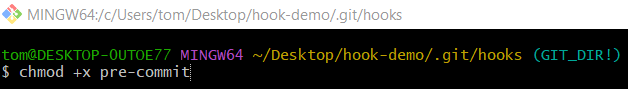 MINGW64:/c/Users/tom/Desktop/hook-demo/.git/hooks
tom@DESKTOP-OUTOE77 MINGW64 ~/Desktop/hook-demo/.git/hooks (GIT_DIR!)
$ chmod +x pre-commit